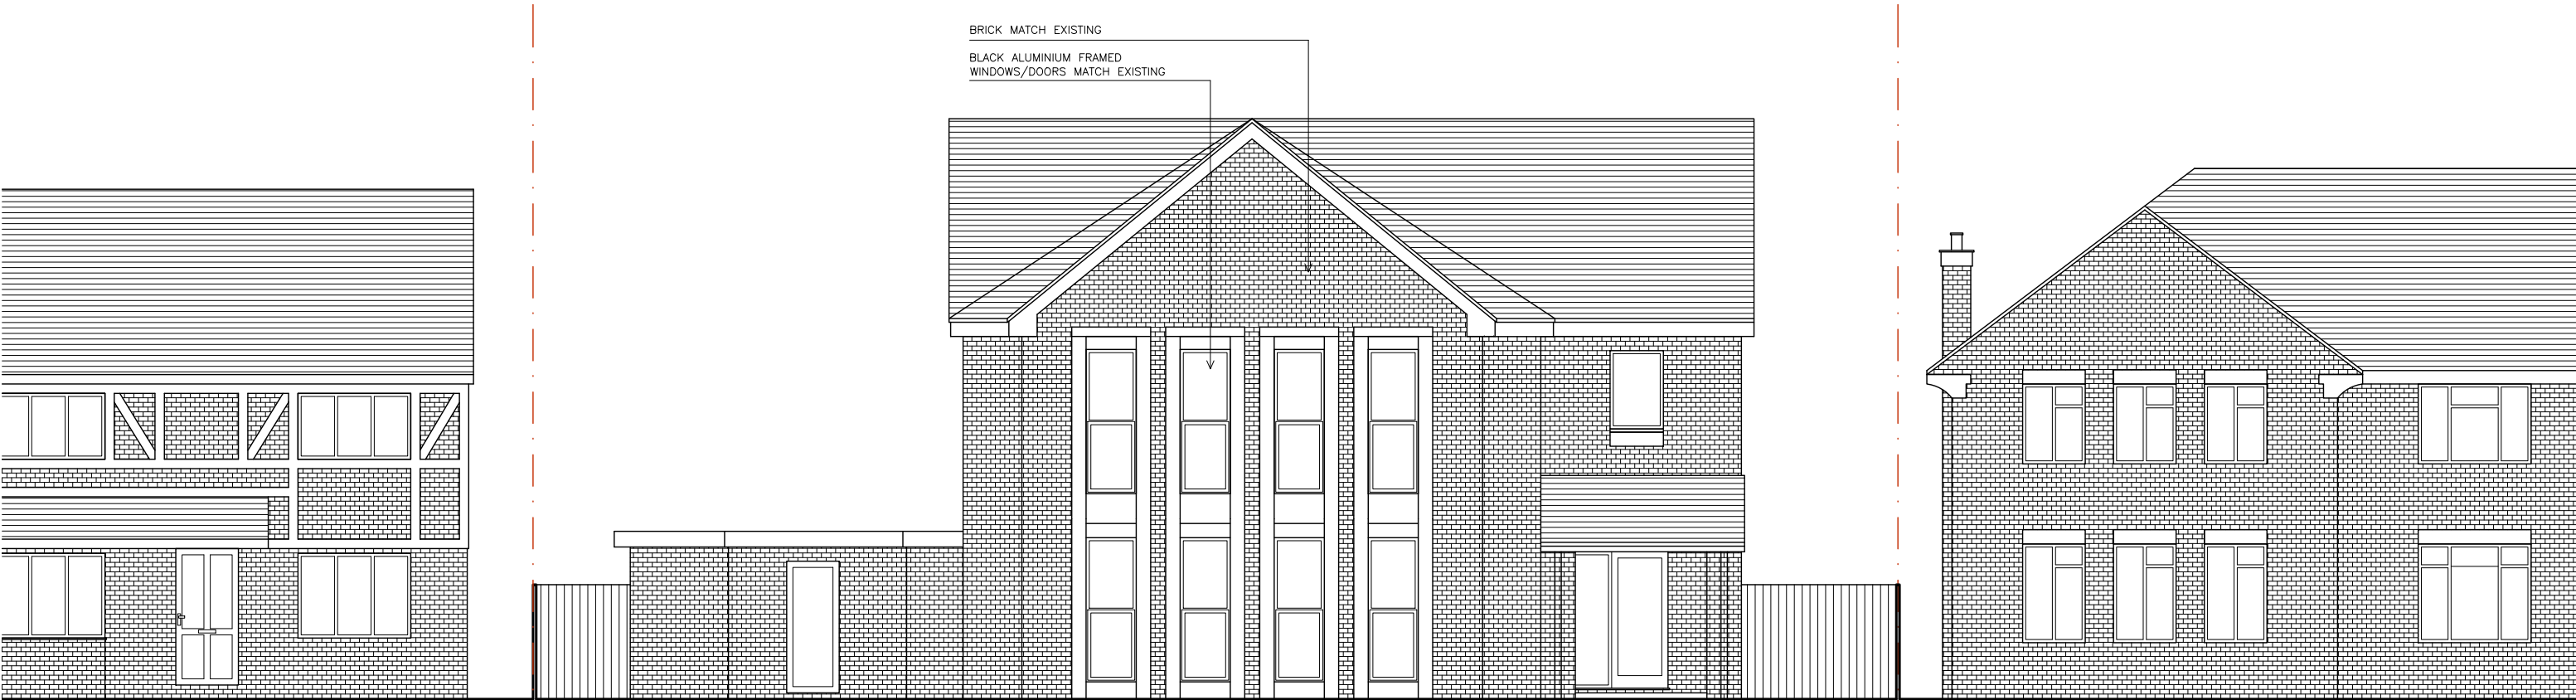 BRICK MATCH EXISTING
BLACK ALUMINIUM FRAMED
WINDOWS/DOORS MATCH EXISTING